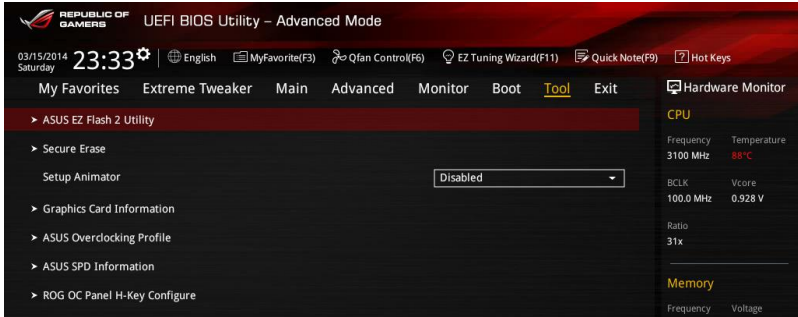 REPUBLIC OF
GAMERS
UEFI BIOS Utility – Advanced Mode
03/15/2014
Saturday
23:33
English
MyFavorite(F3)
Qfan Control(F6)
EZ Tuning Wizard(F11)
Quick Note(F9)
? Hot Keys
My Favorites Extreme Tweaker Main Advanced Monitor Boot Tool Exit
Hardware Monitor
> ASUS EZ Flash 2 Utility
> Secure Erase
Setup Animator Disabled
> Graphics Card Information
> ASUS Overclocking Profile
> ASUS SPD Information
> ROG OC Panel H-Key Configure
CPU
Frequency Temperature
3100 MHz 88°C
BCLK Vcore
100.0 MHz 0.928 V
Ratio
31x
Memory
Frequency Voltage